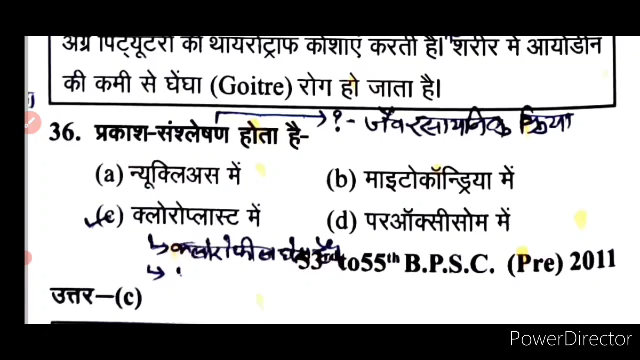 अग्र पिट्यूटरी की थायरोट्राफ कोशाएं करती हैं। शरीर में आयोडीन
की कमी से घेंघा (Goitre) रोग हो जाता है।
→ ?- जैवरसायनिक क्रिया
36. प्रकाश-संश्लेषण होता है-
(a) न्यूक्लिअस में (b) माइटोकॉन्ड्रिया में
(c) क्लोरोप्लास्ट में (d) परऑक्सीसोम में
↳ क्लोरोफील
to55th B.P.S.C. (Pre) 2011
उत्तर–(c)
PowerDirector